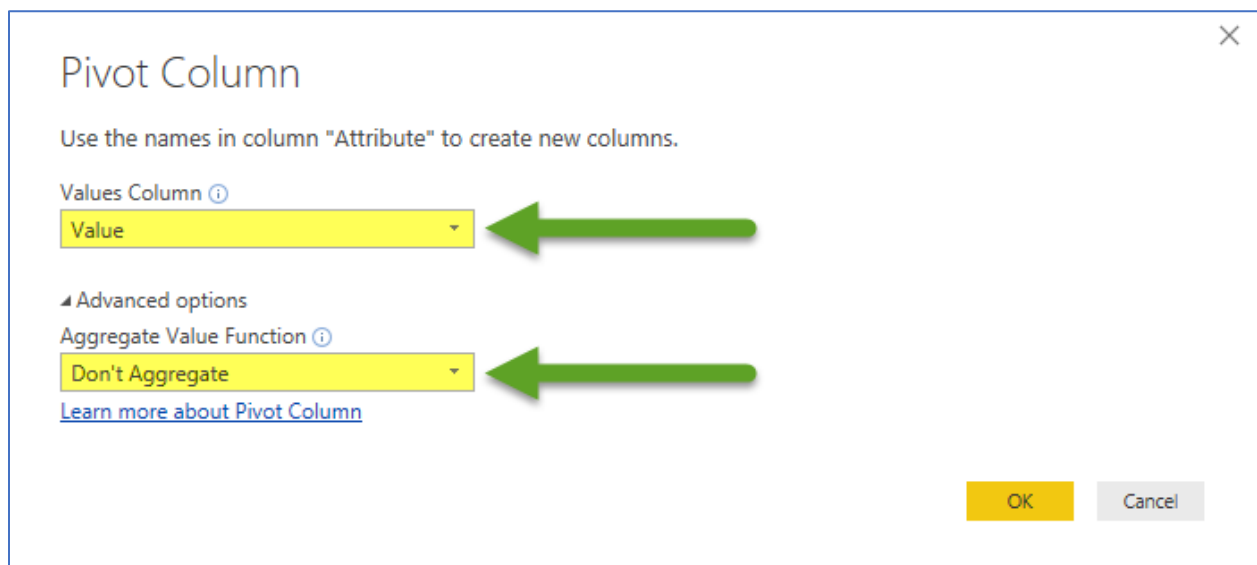 Pivot Column
Use the names in column "Attribute" to create new columns.
Values Column
Value
Advanced options
Aggregate Value Function
Don't Aggregate
Learn more about Pivot Column
OK
Cancel